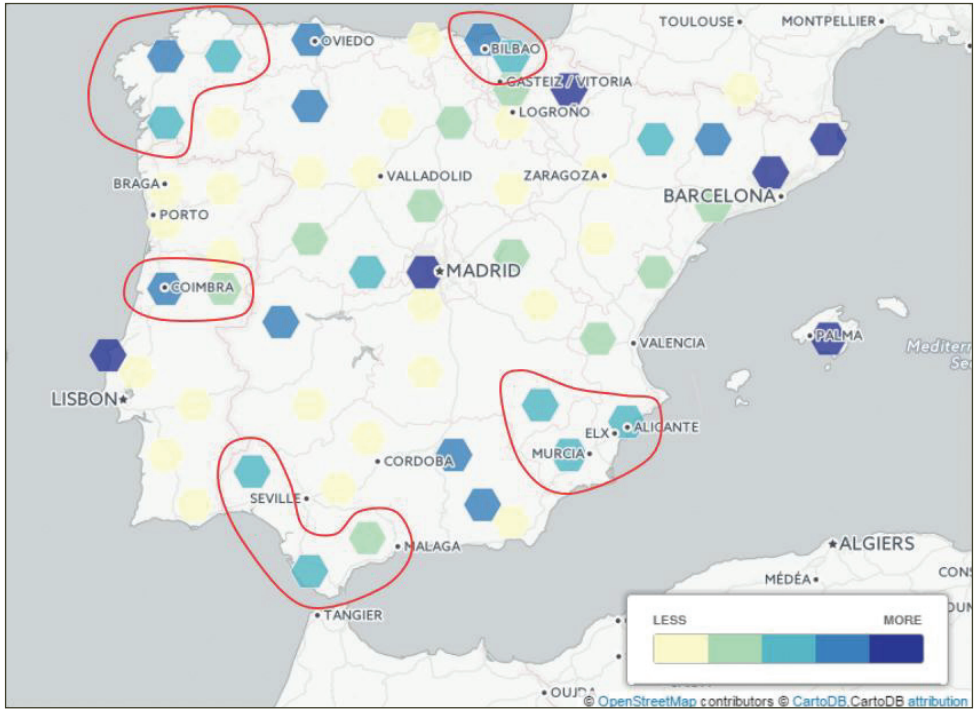 TOULOUSE
MONTPELLIER
OVIEDO
BILBAO
GASTEIZ / VITORIA
LOGROÑO
BRAGA
VALLADOLID
ZARAGOZA
BARCELONA
PORTO
MADRID
COIMBRA
VALENCIA
PALMA
Mediterr
Se
LISBON
ELX
ALICANTE
MURCIA
CORDOBA
SEVILLE
MALAGA
ALGIERS
MÉDÉA
CONS
TANGIER
LESS
MORE
OUJDA
© OpenStreetMap contributors © CartoDB,CartoDB attribution